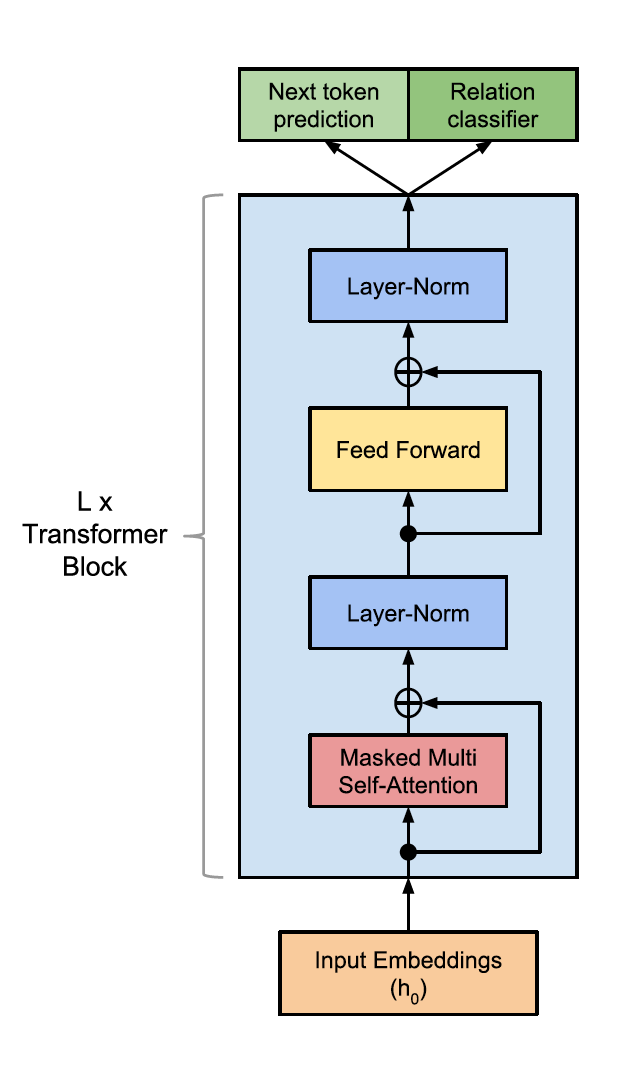 Next token
prediction
Relation
classifier
Layer-Norm
Feed Forward
L x
Transformer
Block
Layer-Norm
Masked Multi
Self-Attention
Input Embeddings
(h₀)